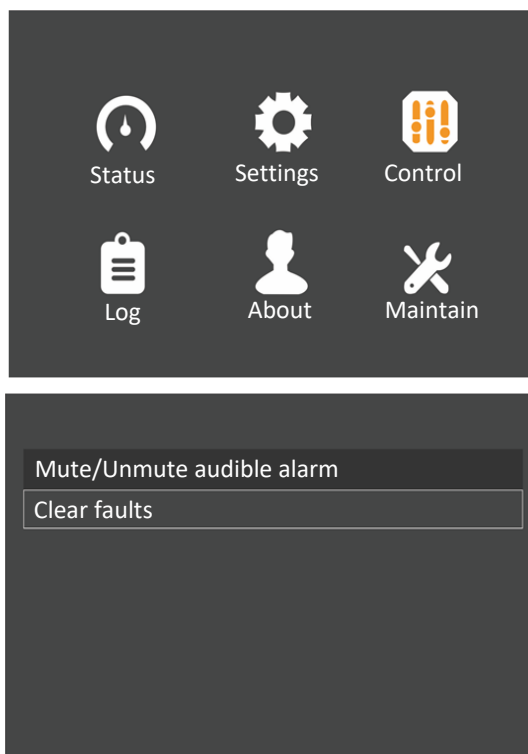 Status Settings Control
Log About Maintain
Mute/Unmute audible alarm
Clear faults